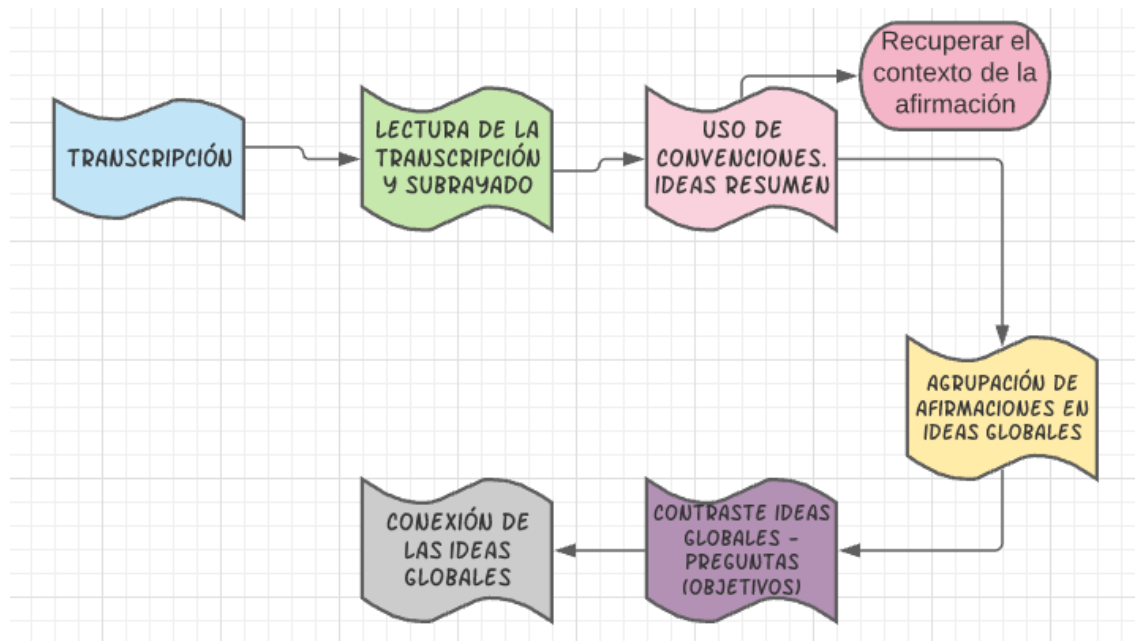 TRANSCRIPCIÓN
LECTURA DE LA
TRANSCRIPCIÓN
Y SUBRAYADO
USO DE
CONVENCIONES.
IDEAS RESUMEN
Recuperar el
contexto de la
afirmación
AGRUPACIÓN DE
AFIRMACIONES EN
IDEAS GLOBALES
CONTRASTE IDEAS
GLOBALES -
PREGUNTAS
(OBJETIVOS)
CONEXIÓN DE
LAS IDEAS
GLOBALES